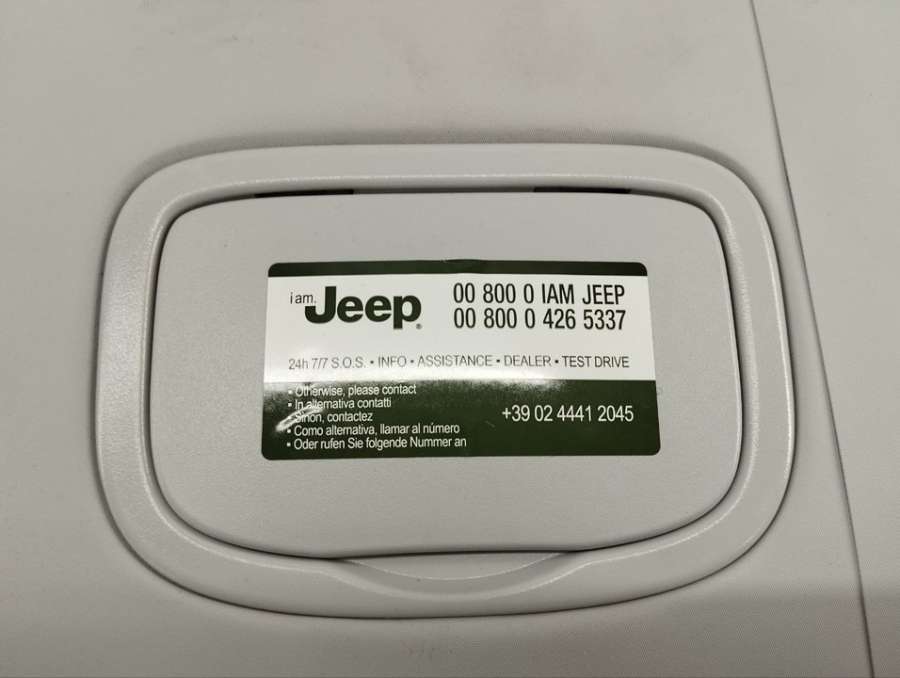 i am. Jeep®
00 800 0 IAM JEEP
00 800 0 426 5337
24h 7/7 S.O.S. • INFO • ASSISTANCE • DEALER • TEST DRIVE
• Otherwise, please contact
• In alternativa contatti
• Sinon, contactez
• Como alternativa, llamar al número
• Oder rufen Sie folgende Nummer an
+39 02 4441 2045